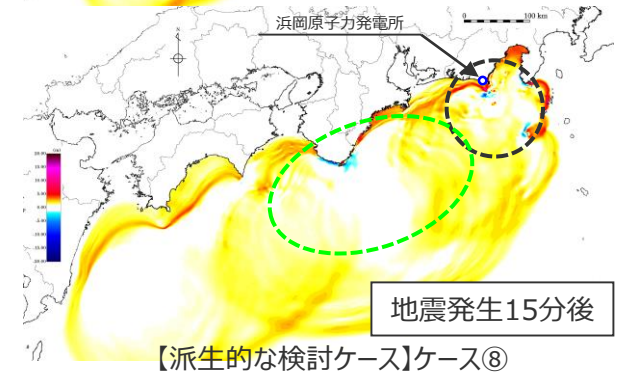 浜岡原子力発電所
N
0 100 km
(m)
地震発生15分後
【派生的な検討ケース】ケース⑧